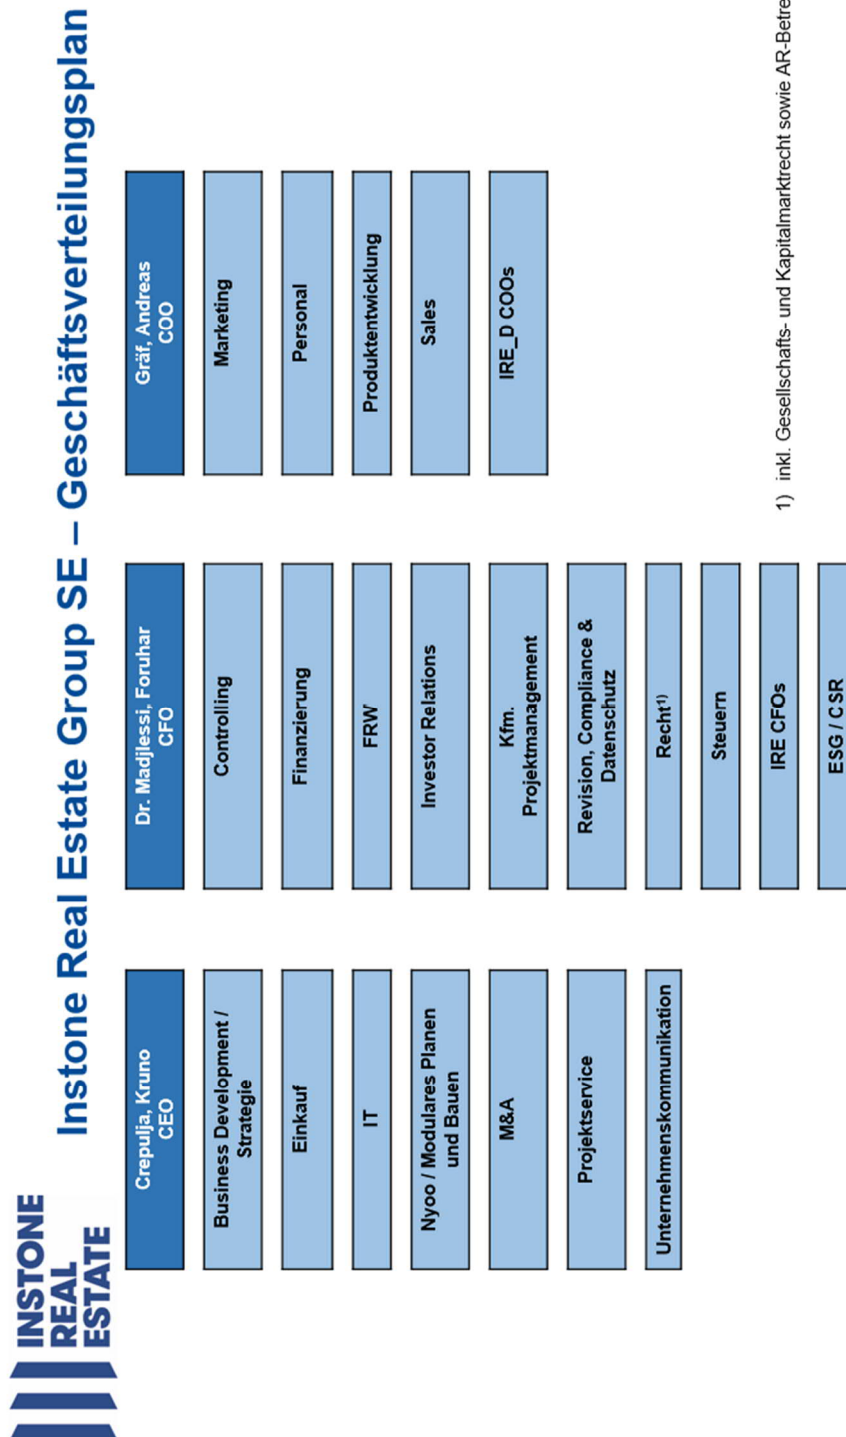 INSTONE
REAL
ESTATE
Instone Real Estate Group SE – Geschäftsverteilungsplan
Crepulja, Kruno
CEO
Business Development /
Strategie
Einkauf
IT
Nyoo / Modulares Planen
und Bauen
M&A
Projektservice
Unternehmenskommunikation
Dr. Madjlessi, Foruhar
CFO
Controlling
Finanzierung
FRW
Investor Relations
Kfm.
Projektmanagement
Revision, Compliance &
Datenschutz
Recht¹⁾
Steuern
IRE CFOs
ESG / CSR
Gräf, Andreas
COO
Marketing
Personal
Produktentwicklung
Sales
IRE_D COOs
1) inkl. Gesellschafts- und Kapitalmarktrecht sowie AR-Betre